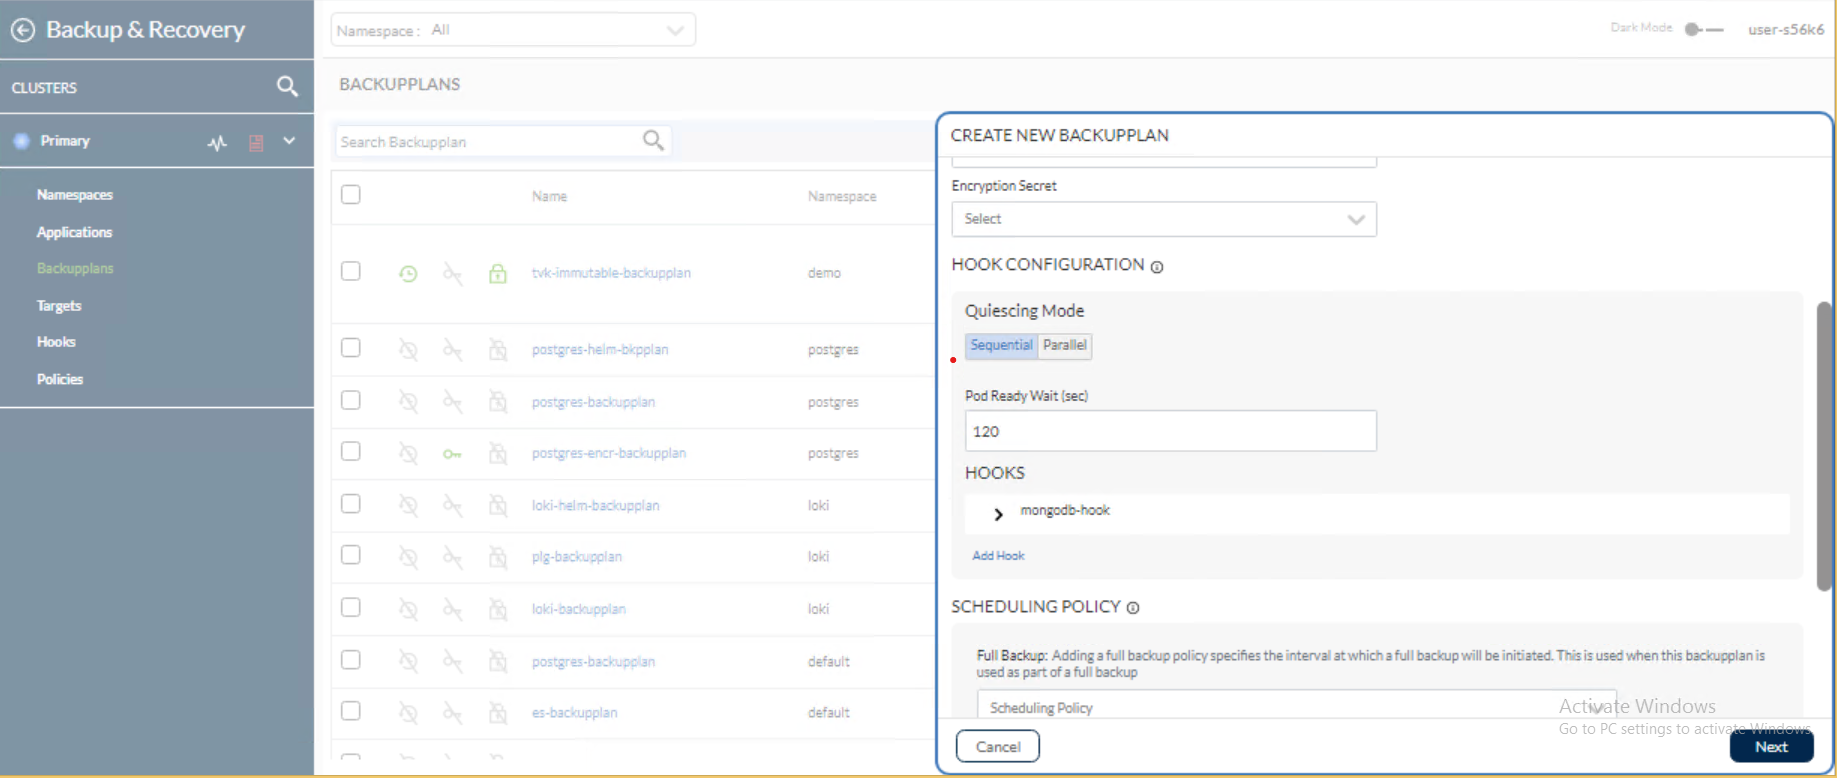 Backup & Recovery
Namespace : All
Dark Mode
user-s56k6
CLUSTERS
BACKUPPLANS
Primary
Search Backupplan
CREATE NEW BACKUPPLAN
Namespaces
Applications
Backupplans
Targets
Hooks
Policies
Name Namespace
tvk-immutable-backupplan demo
postgres-helm-bkpplan postgres
postgres-backupplan postgres
postgres-encr-backupplan postgres
loki-helm-backupplan loki
plg-backupplan loki
loki-backupplan loki
postgres-backupplan default
es-backupplan default
Encryption Secret
Select
HOOK CONFIGURATION
Quiescing Mode
Sequential Parallel
Pod Ready Wait (sec)
120
HOOKS
mongodb-hook
Add Hook
SCHEDULING POLICY
Full Backup: Adding a full backup policy specifies the interval at which a full backup will be initiated. This is used when this backupplan is
used as part of a full backup
Scheduling Policy
Activate Windows
Go to PC settings to activate Windows.
Cancel
Next